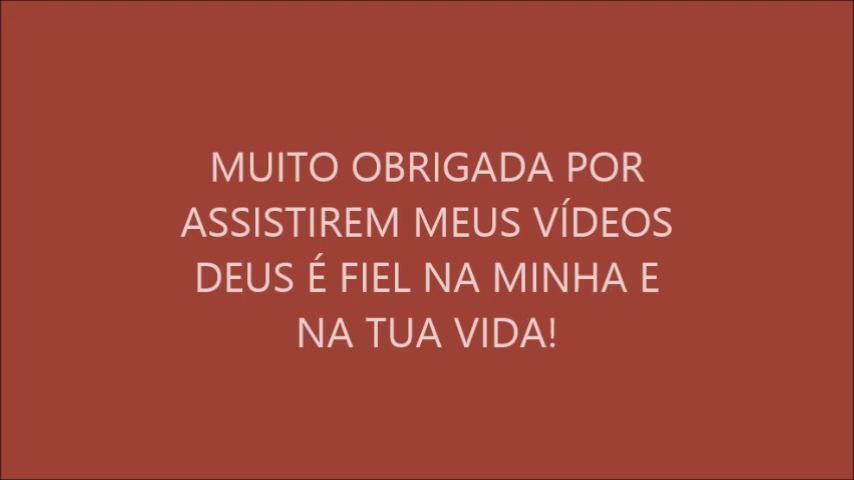 MUITO OBRIGADA POR
ASSISTIREM MEUS VÍDEOS
DEUS É FIEL NA MINHA E
NA TUA VIDA!